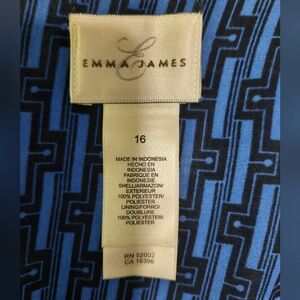 EMMA JAMES
16
MADE IN INDONESIA
HECHO EN
INDONESIA
FABRIQUE EN
INDONESIE
SHELL/ARMAZON/
EXTERIEUR
100% POLYESTER/
POLIESTER
LINING/FORRO/
DOUBLURE
100% POLYESTER/
POLIESTER
RN 52002
CA 18396